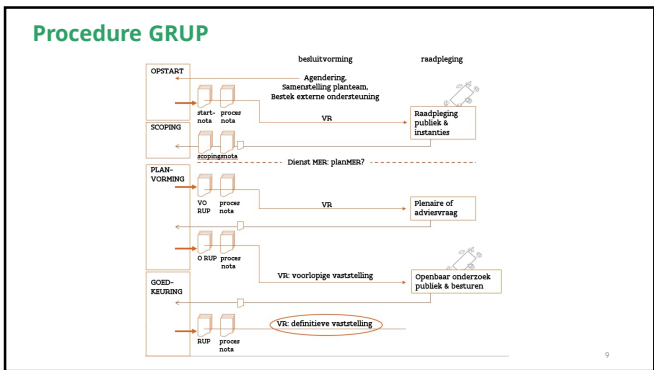 Procedure GRUP
besluitvorming
raadpleging
OPSTART
Agendering,
Samenstelling planteam,
Bestek externe ondersteuning
start-
nota
proces
nota
VR
Raadpleging
publiek &
instanties
SCOPING
scopingsnota
Dienst MER: planMER?
PLAN-
VORMING
VO
RUP
proces
nota
VR
Plenaire of
adviesvraag
O RUP
proces
nota
VR: voorlopige vaststelling
Openbaar onderzoek
publiek & besturen
GOED-
KEURING
RUP
proces
nota
VR: definitieve vaststelling
9